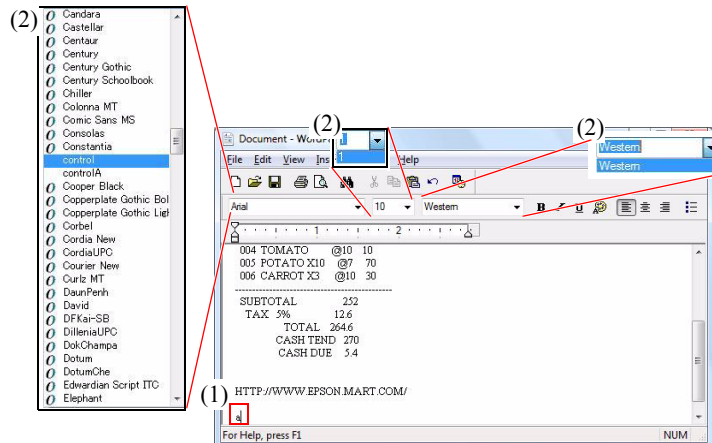 (2)
Candara
Castellar
Centaur
Century
Century Gothic
Century Schoolbook
Chiller
Colonna MT
Comic Sans MS
Consolas
Constantia
control
controlA
Cooper Black
Copperplate Gothic Bol
Copperplate Gothic Ligh
Corbel
Cordia New
CordiaUPC
Courier New
Curlz MT
DaunPenh
David
DFKai-SB
DilleniaUPC
DokChampa
Dotum
DotumChe
Edwardian Script ITC
Elephant
(2)
1
1
(2)
Western
Western
Document - WordP
File Edit View Ins Help
Arial 10 Western B I U
1 2
004 TOMATO @10 10
005 POTATO X10 @7 70
006 CARROT X3 @10 30
SUBTOTAL 252
TAX 5% 12.6
TOTAL 264.6
CASH TEND 270
CASH DUE 5.4
HTTP://WWW.EPSON.MART.COM/
(1)
a
For Help, press F1 NUM